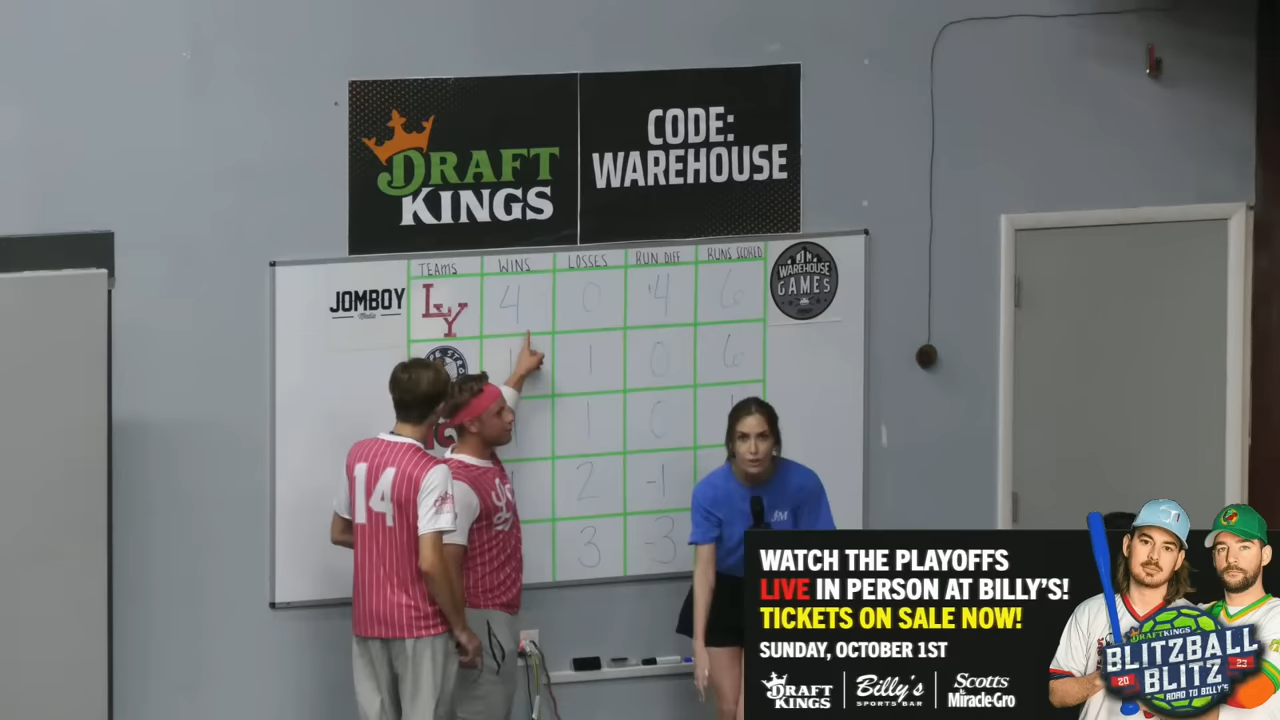 DRAFT
KINGS
CODE:
WAREHOUSE
TEAMS WINS LOSSES RUN DIFF RUNS SCORED
JOMBOY
LY 4 0 4 6
1 0 6
1 0
2 -1
3 -3
WAREHOUSE
GAMES
14
JM
WATCH THE PLAYOFFS
LIVE IN PERSON AT BILLY'S!
TICKETS ON SALE NOW!
SUNDAY, OCTOBER 1ST
DRAFT
KINGS
Billy's
SPORTS BAR
Scotts
Miracle-Gro
DRAFTKINGS
BLITZBALL
20 BLITZ 23
ROAD TO BILLY'S